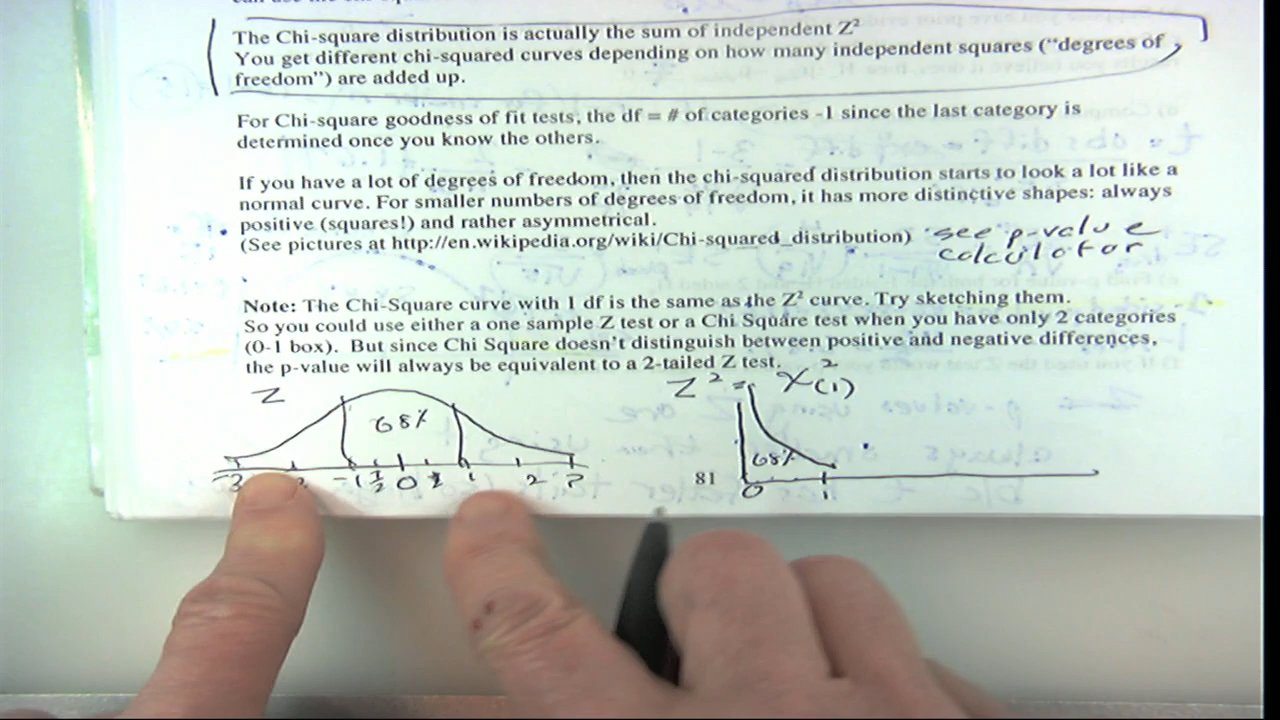 The Chi-square distribution is actually the sum of independent Z²
You get different chi-squared curves depending on how many independent squares ("degrees of
freedom") are added up.
For Chi-square goodness of fit tests, the df = # of categories -1 since the last category is
determined once you know the others.
If you have a lot of degrees of freedom, then the chi-squared distribution starts to look a lot like a
normal curve. For smaller numbers of degrees of freedom, it has more distinctive shapes: always
positive (squares!) and rather asymmetrical.
(See pictures at http://en.wikipedia.org/wiki/Chi-squared_distribution) see p-value
calculator
Note: The Chi-Square curve with 1 df is the same as the Z² curve. Try sketching them.
So you could use either a one sample Z test or a Chi Square test when you have only 2 categories
(0-1 box). But since Chi Square doesn't distinguish between positive and negative differences,
the p-value will always be equivalent to a 2-tailed Z test.
Z Z² = χ²(1)
68% 68%
-3 -1 0 1 2 81 0 1